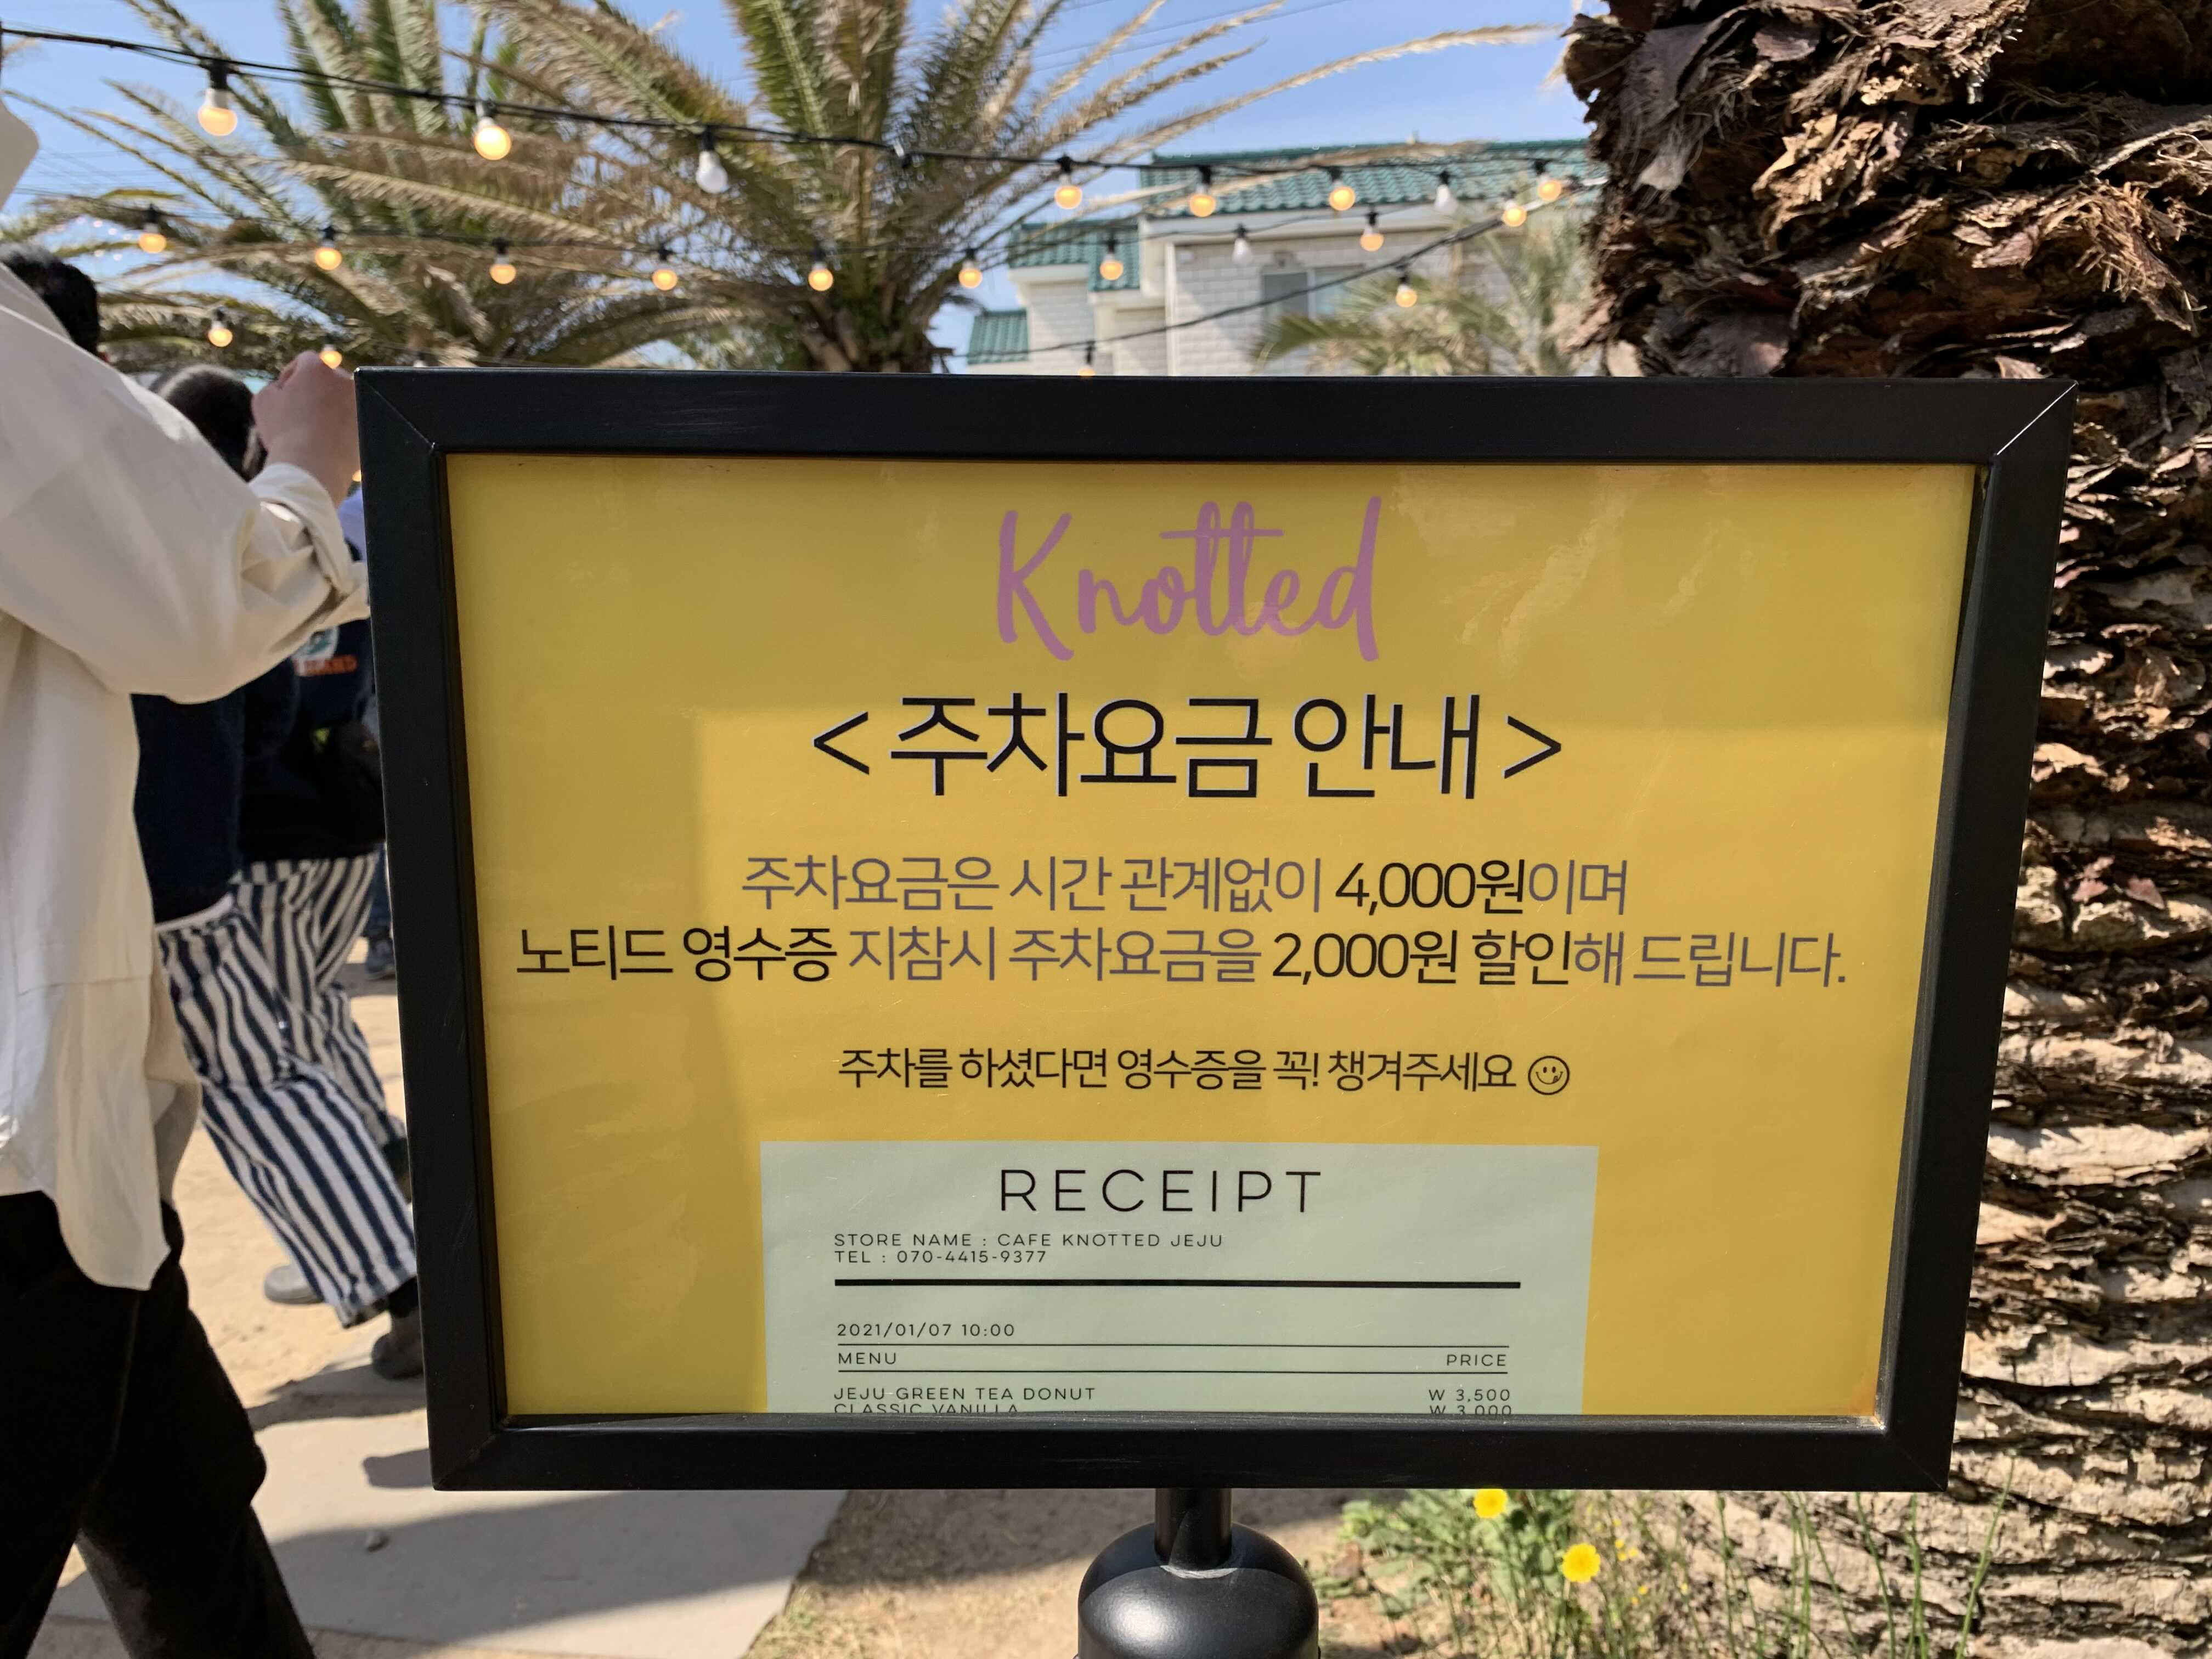 Knotted
< 주차요금 안내 >
주차요금은 시간 관계없이 4,000원이며
노티드 영수증 지참시 주차요금을 2,000원 할인해 드립니다.
주차를 하셨다면 영수증을 꼭! 챙겨주세요
RECEIPT
STORE NAME : CAFE KNOTTED JEJU
TEL : 070-4415-9377
2021/01/07 10:00
MENU PRICE
JEJU GREEN TEA DONUT W 3,500
CLASSIC VANILLA W 3,000